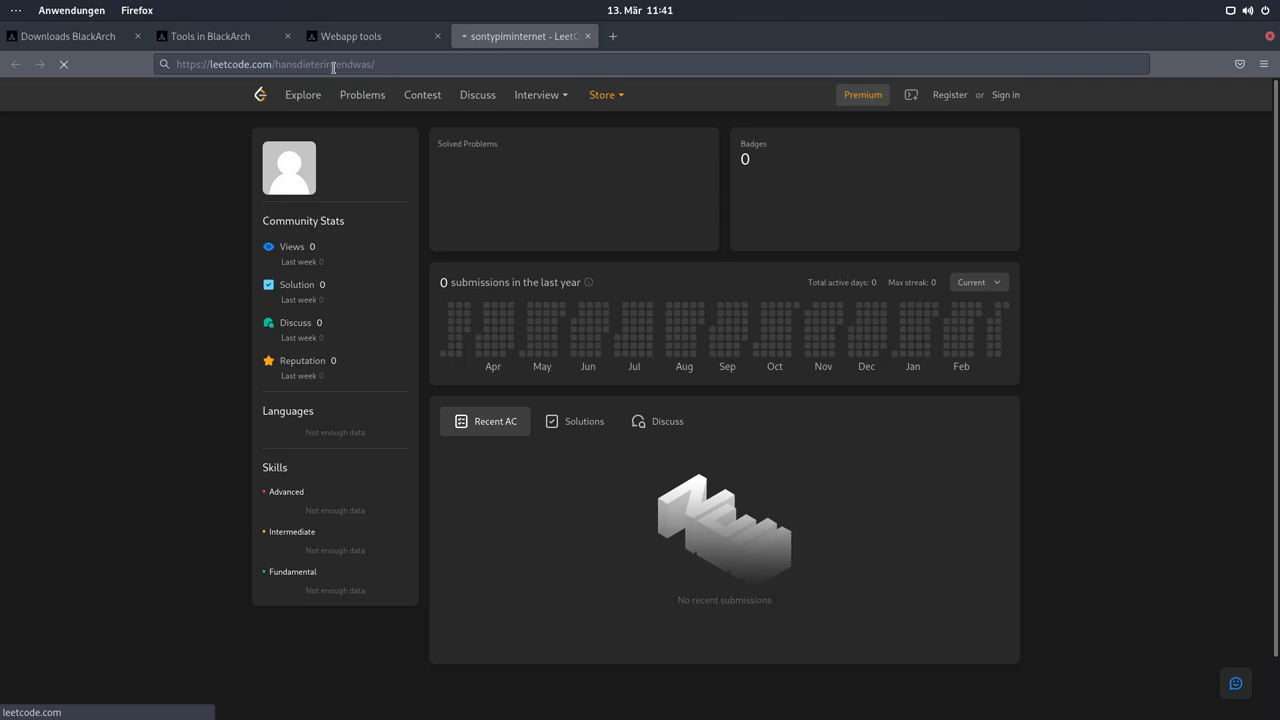 Anwendungen Firefox 13. Mär 11:41
Downloads BlackArch Tools in BlackArch Webapp tools sontypiminternet - LeetC
https://leetcode.com/hansdieterirgendwas/
Explore Problems Contest Discuss Interview Store Premium Register or Sign in
Solved Problems
Badges
0
Community Stats
Views 0
Last week 0
Solution 0
Last week 0
Discuss 0
Last week 0
Reputation 0
Last week 0
Languages
Not enough data
Skills
Advanced
Not enough data
Intermediate
Not enough data
Fundamental
Not enough data
0 submissions in the last year Total active days: 0 Max streak: 0 Current
Apr May Jun Jul Aug Sep Oct Nov Dec Jan Feb
Recent AC Solutions Discuss
NULL
No recent submissions
leetcode.com